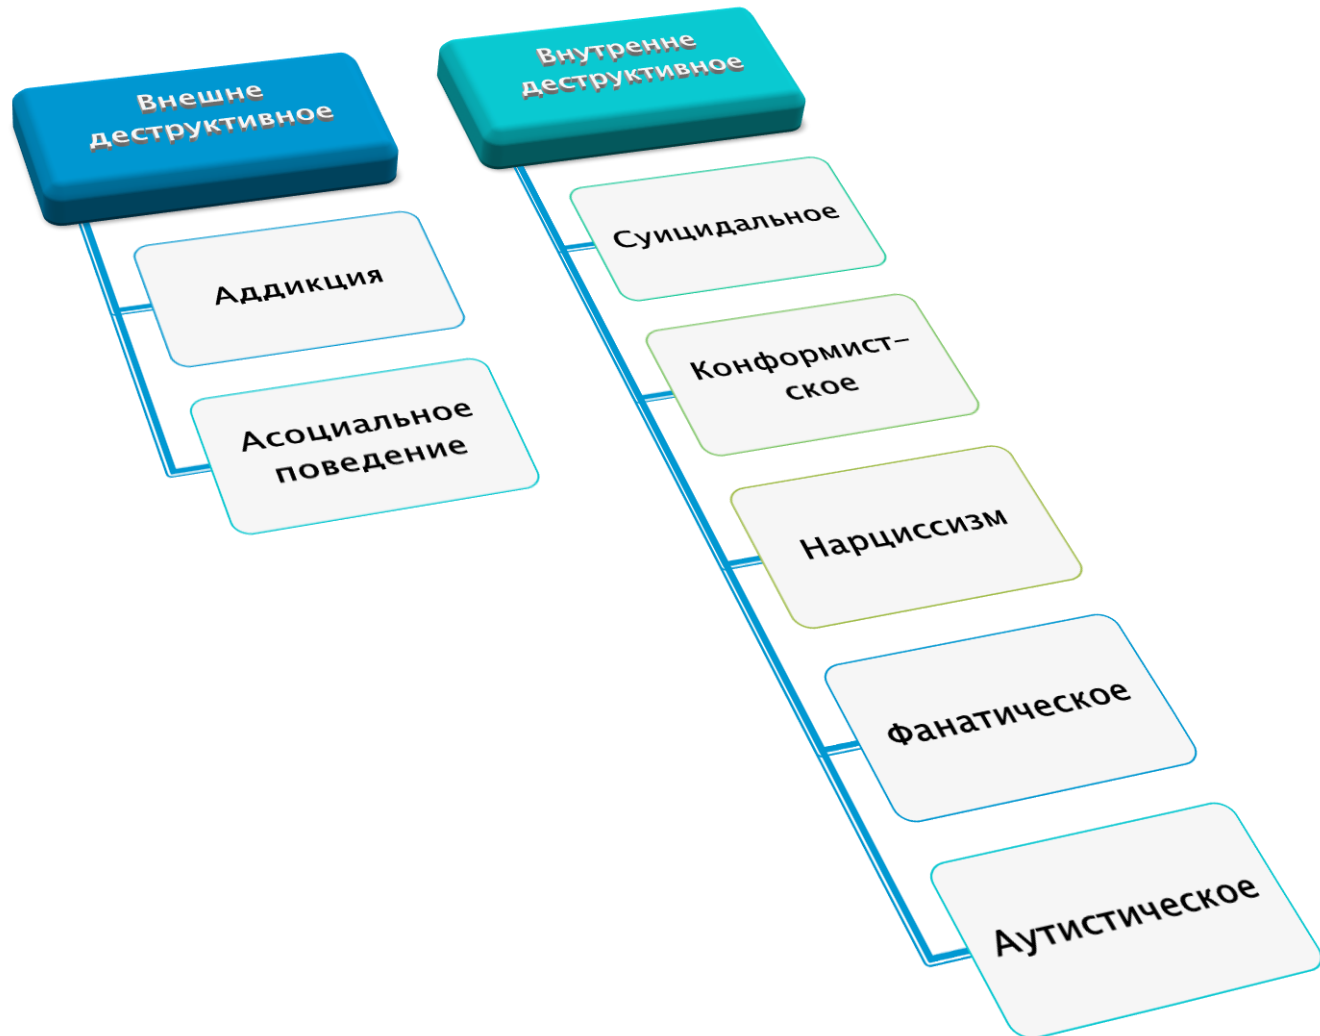 Внешне
деструктивное
Аддикция
Асоциальное
поведение
Внутренне
деструктивное
Суицидальное
Конформист–
ское
Нарциссизм
Фанатическое
Аутистическое